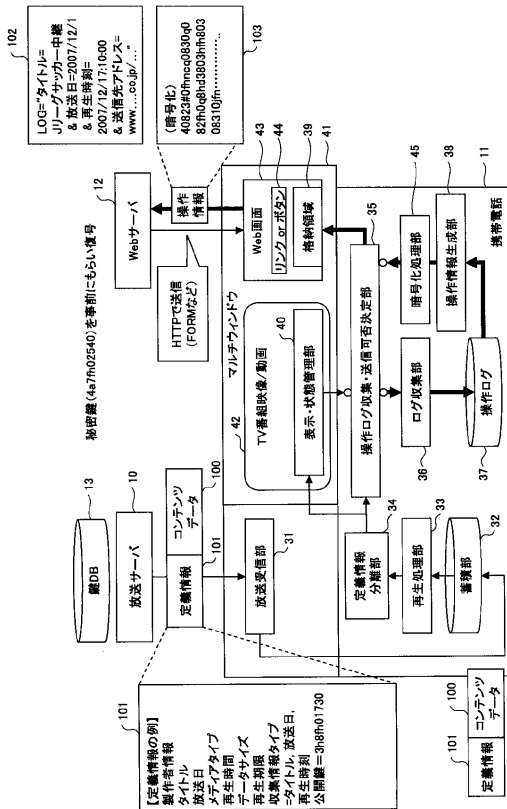 102
LOG="タイトル=
Jリーグサッカー中継
& 放送日=2007/12/1
& 再生時刻=
2007/12/17:10:00
& 送信先アドレス=
www.…co.jp/…"
103
(暗号化)
40823#0fhncq0830q0
82fh0q8hd3803hfh803
08310jfn…………..
秘密鍵(4a7fh02540)を事前にもらい復号
12
Webサーバ
操作
情報
HTTPで送信
(FORMなど)
13
鍵DB
10
放送サーバ
101
定義情報
100
コンテンツ
データ
マルチウィンドウ
41
43
Web画面
44
リンク or ボタン
39
格納領域
42
TV番組映像/動画
40
表示・状態管理部
31
放送受信部
35
操作ログ収集・送信可否決定部
34
定義情報
分離部
33
再生処理部
32
蓄積部
36
ログ収集部
37
操作ログ
45
暗号化処理部
38
操作情報生成部
11
携帯電話
101
【定義情報の例】
製作者情報
タイトル
放送日
メディアタイプ
再生時間
データサイズ
再生期限
収集情報タイプ
=タイトル, 放送日,
再生時刻
公開鍵=3h8fh01730
101
定義情報
100
コンテンツ
データ